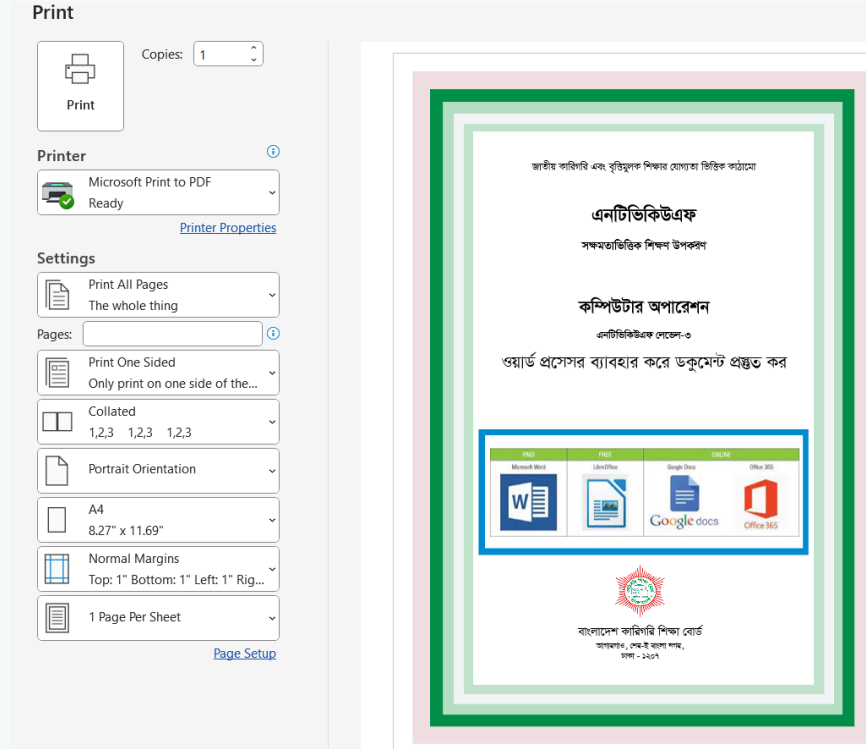 Print
Copies: 1
Print
Printer
Microsoft Print to PDF
Ready
Printer Properties
Settings
Print All Pages
The whole thing
Pages:
Print One Sided
Only print on one side of the...
Collated
1,2,3 1,2,3 1,2,3
Portrait Orientation
A4
8.27" x 11.69"
Normal Margins
Top: 1" Bottom: 1" Left: 1" Rig...
1 Page Per Sheet
Page Setup
জাতীয় কারিগরি এবং বৃত্তিমূলক শিক্ষার যোগ্যতা ভিত্তিক কাঠামো
এনটিভিকিউএফ
সক্ষমতাভিত্তিক শিক্ষণ উপকরণ
কম্পিউটার অপারেশন
এনটিভিকিউএফ লেভেল-৩
ওয়ার্ড প্রসেসর ব্যাবহার করে ডকুমেন্ট প্রস্তুত কর
PAID FREE ONLINE
Microsoft Word LibreOffice Google Docs Office 365
W
Google docs
Office 365
বাংলাদেশ কারিগরি শিক্ষা বোর্ড
আগারগাও, শের-ই বাংলা নগর,
ঢাকা - ১২০৭